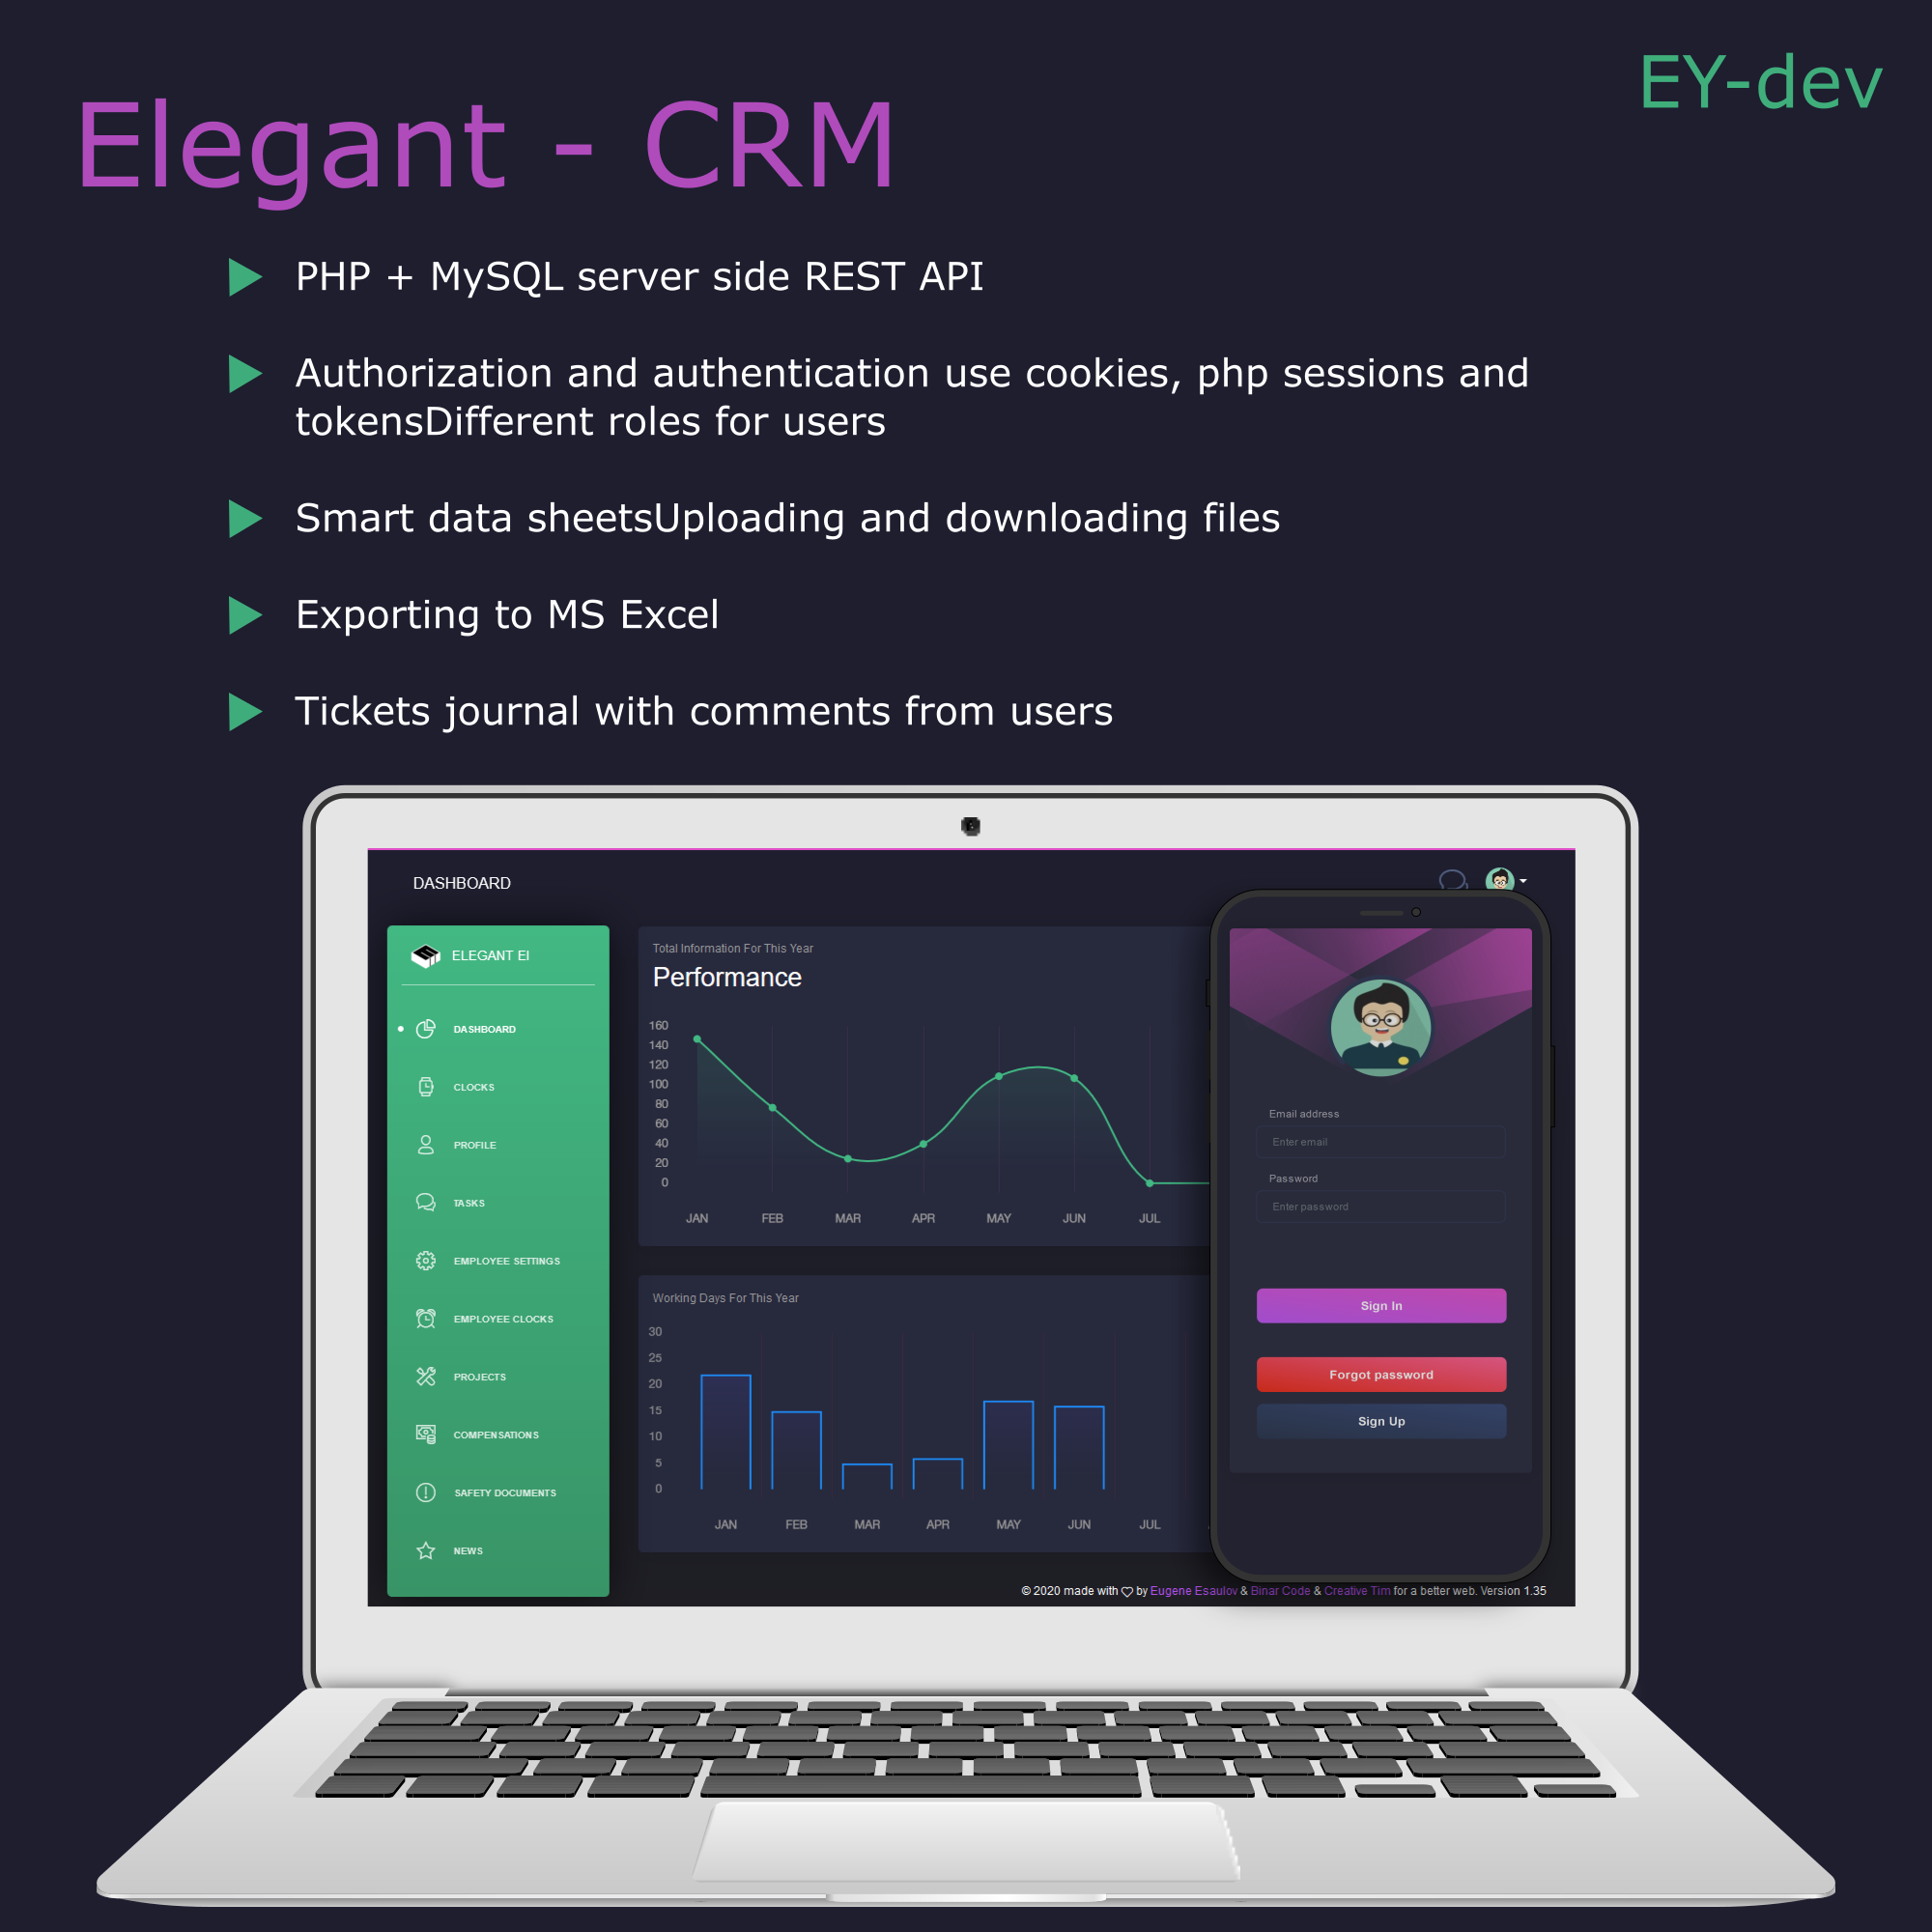 EY-dev
Elegant - CRM
PHP + MySQL server side REST API
Authorization and authentication use cookies, php sessions and
tokensDifferent roles for users
Smart data sheetsUploading and downloading files
Exporting to MS Excel
Tickets journal with comments from users
DASHBOARD
ELEGANT EI
DASHBOARD
CLOCKS
PROFILE
TASKS
EMPLOYEE SETTINGS
EMPLOYEE CLOCKS
PROJECTS
COMPENSATIONS
SAFETY DOCUMENTS
NEWS
Total Information For This Year
Performance
160
140
120
100
80
60
40
20
0
JAN FEB MAR APR MAY JUN JUL
Working Days For This Year
30
25
20
15
10
5
0
JAN FEB MAR APR MAY JUN JUL
Email address
Enter email
Password
Enter password
Sign In
Forgot password
Sign Up
© 2020 made with ♡ by Eugene Esaulov & Binar Code & Creative Tim for a better web. Version 1.35